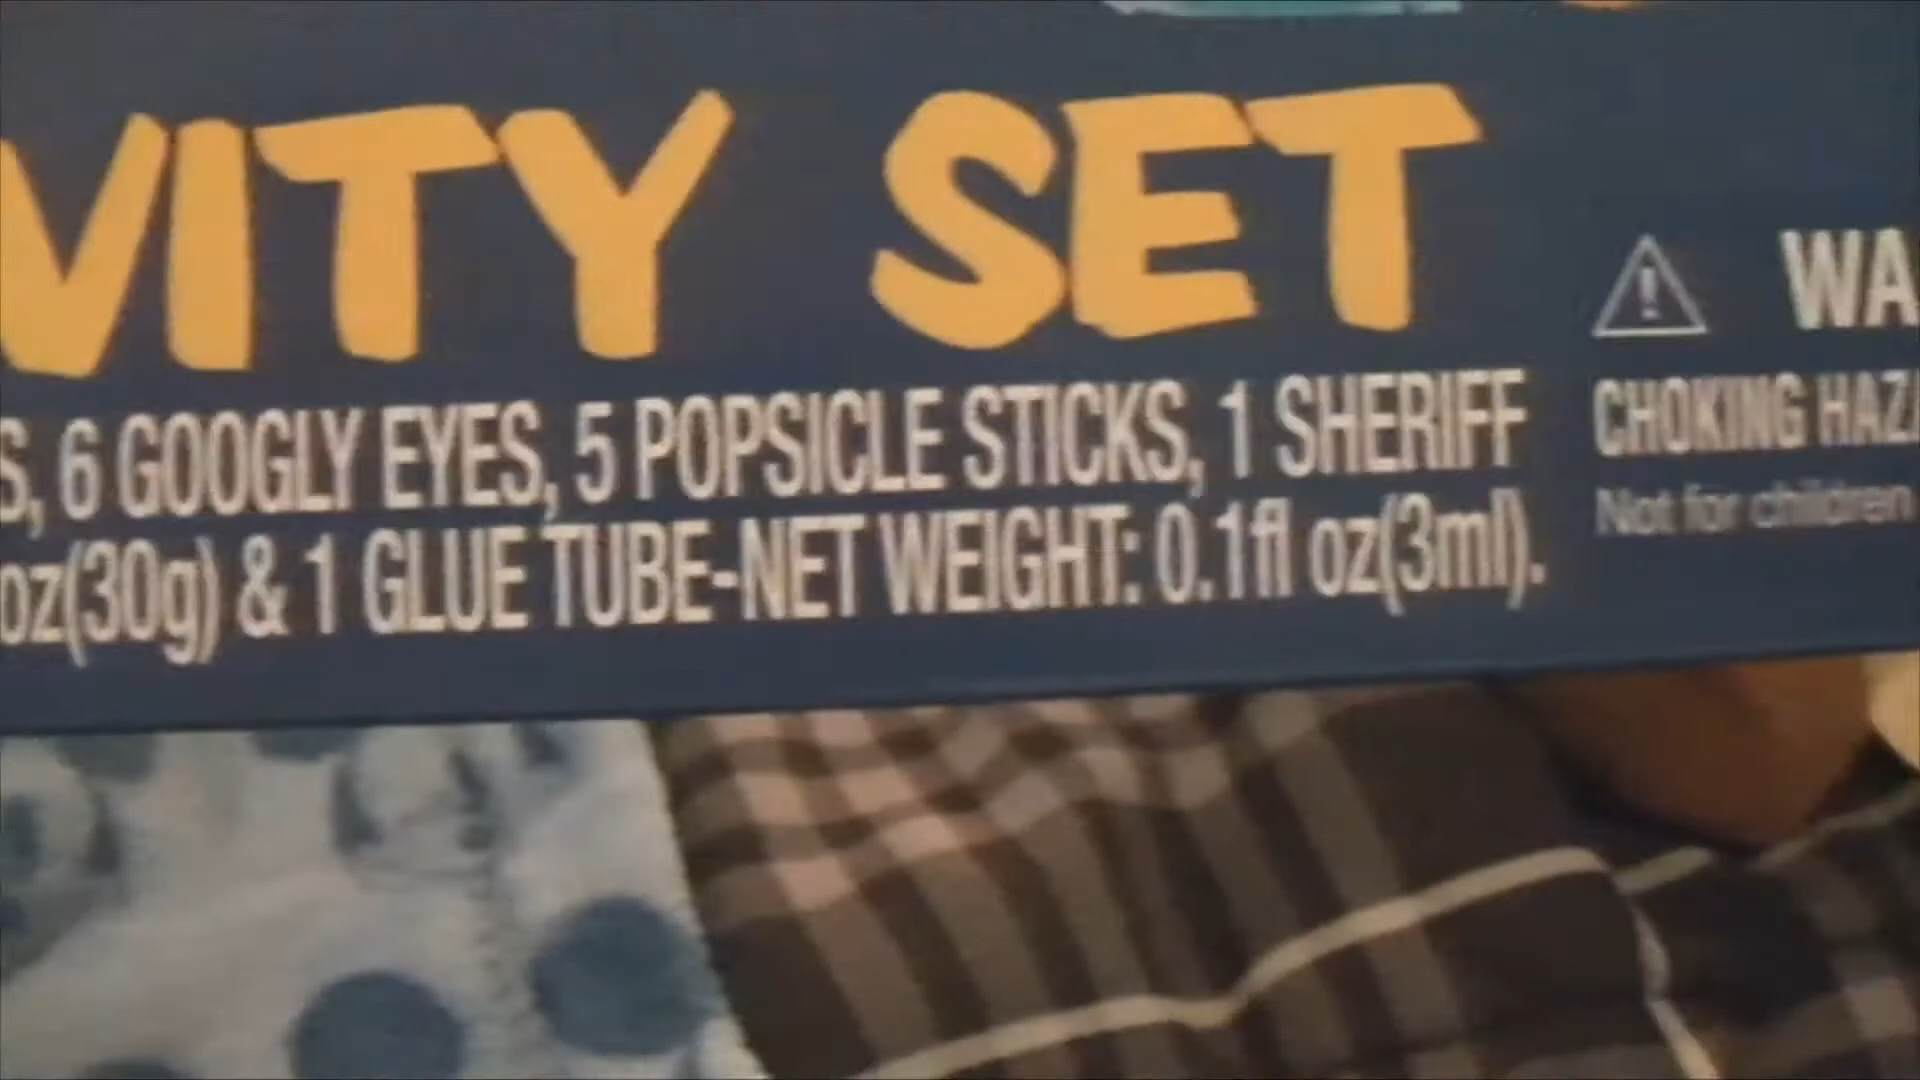 VITY SET
S, 6 GOOGLY EYES, 5 POPSICLE STICKS, 1 SHERIFF
oz(30g) & 1 GLUE TUBE-NET WEIGHT: 0.1fl oz(3ml).
WA
CHOKING HAZA
Not for children